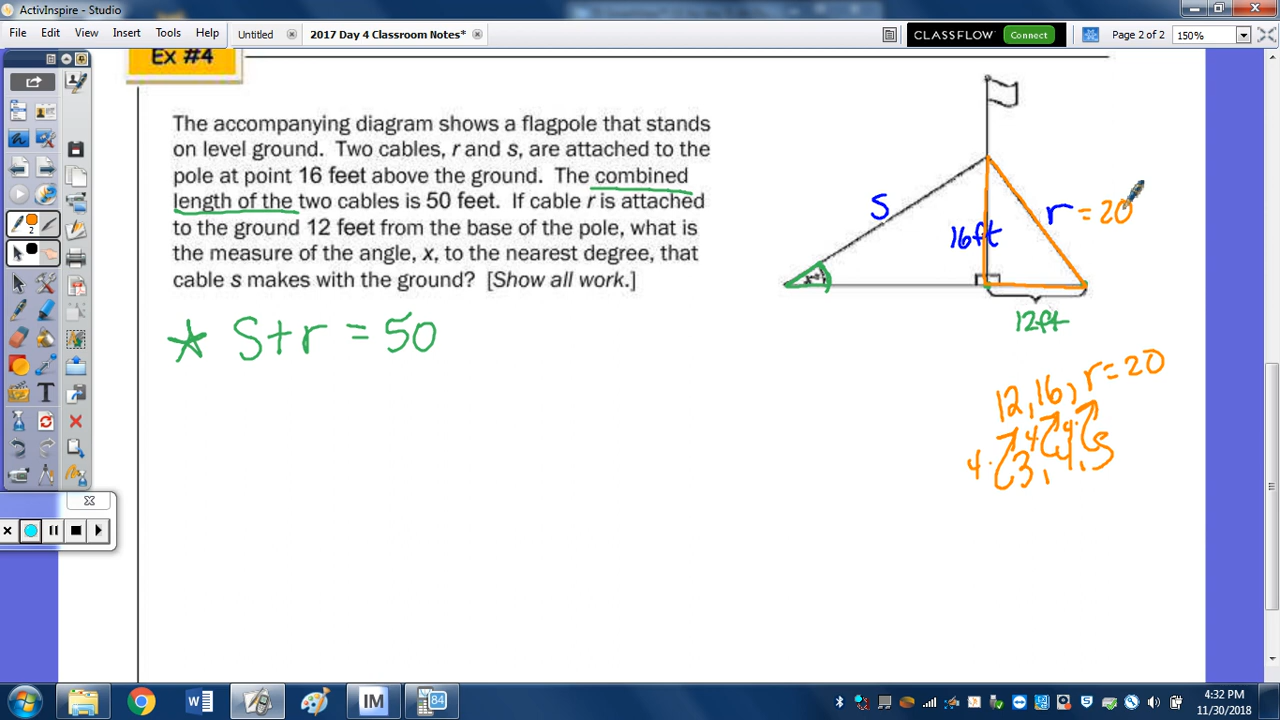 ActivInspire - Studio
File Edit View Insert Tools Help
Untitled
2017 Day 4 Classroom Notes*
CLASSFLOW Connect
Page 2 of 2
150%
Ex #4
The accompanying diagram shows a flagpole that stands
on level ground. Two cables, r and s, are attached to the
pole at point 16 feet above the ground. The combined
length of the two cables is 50 feet. If cable r is attached
to the ground 12 feet from the base of the pole, what is
the measure of the angle, x, to the nearest degree, that
cable s makes with the ground? [Show all work.]
S
16ft
r = 20
12ft
S+r = 50
12, 16, r=20
4· 4· 4·
3, 4, 5
2
T
W
IM
84
4:32 PM
11/30/2018